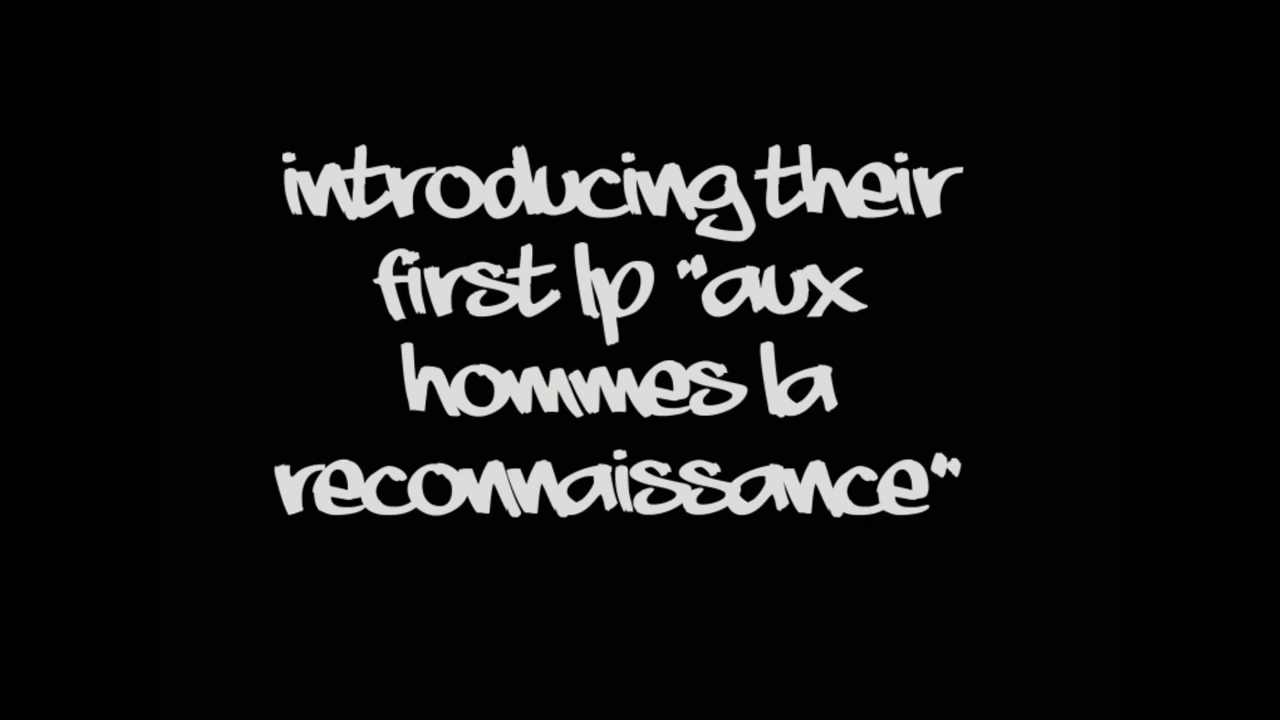 introducing their
first lp "aux
hommes la
reconnaissance"